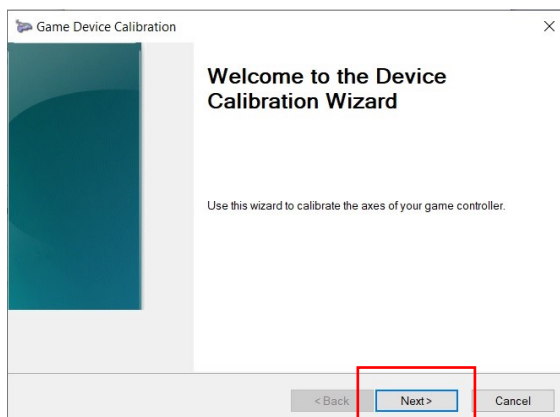 Game Device Calibration
Welcome to the Device
Calibration Wizard
Use this wizard to calibrate the axes of your game controller.
< Back
Next >
Cancel